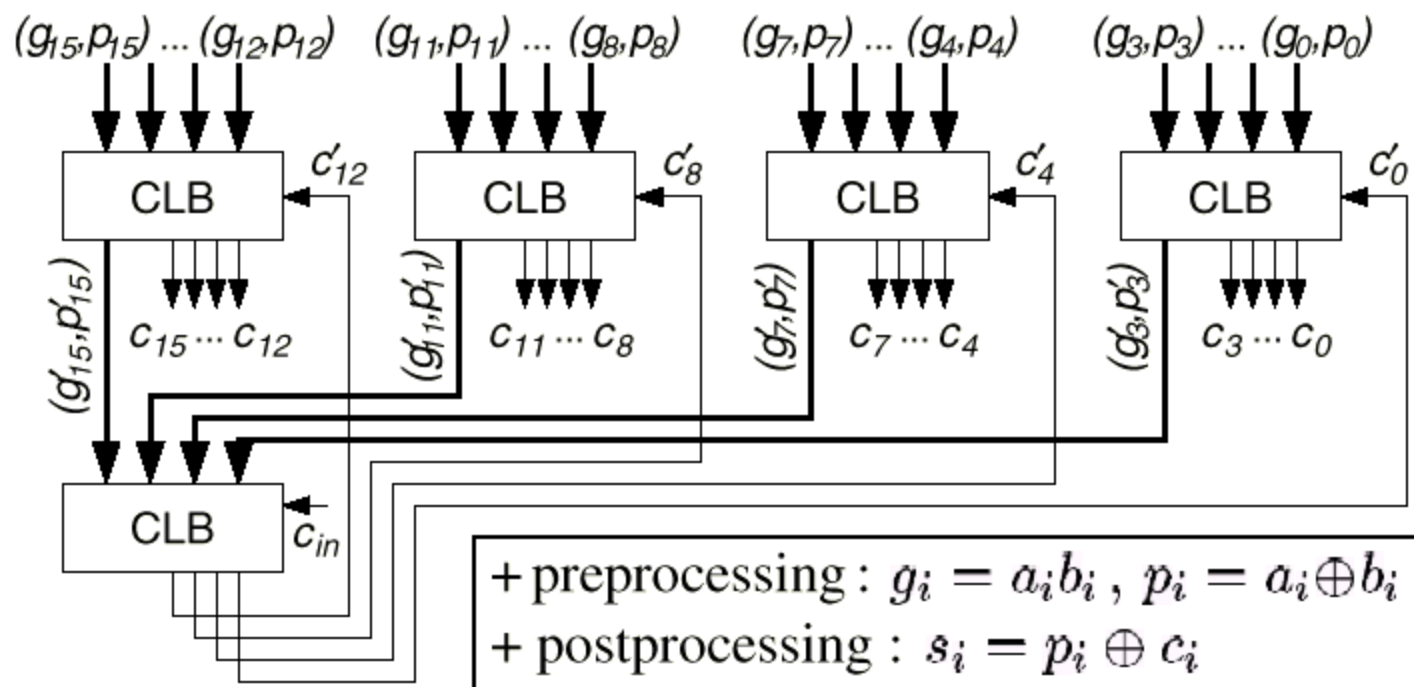 (g15,p15) ... (g12,p12) (g11,p11) ... (g8,p8) (g7,p7) ... (g4,p4) (g3,p3) ... (g0,p0)
CLB c'12 CLB c'8 CLB c'4 CLB c'0
(g'15,p'15) (g'11,p'11) (g'7,p'7) (g'3,p'3)
c15 ... c12 c11 ... c8 c7 ... c4 c3 ... c0
CLB cin
+ preprocessing : gi = aibi , pi = ai⊕bi
+ postprocessing : si = pi ⊕ ci